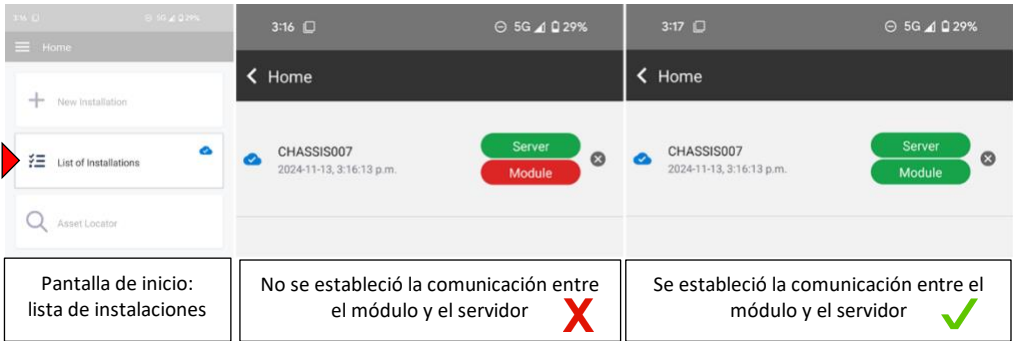 3:16
5G 29%
Home
New Installation
List of Installations
Asset Locator
Pantalla de inicio:
lista de instalaciones
3:16
5G 29%
Home
CHASSIS007
2024-11-13, 3:16:13 p.m.
Server
Module
No se estableció la comunicación entre
el módulo y el servidor
X
3:17
5G 29%
Home
CHASSIS007
2024-11-13, 3:16:13 p.m.
Server
Module
Se estableció la comunicación entre el
módulo y el servidor